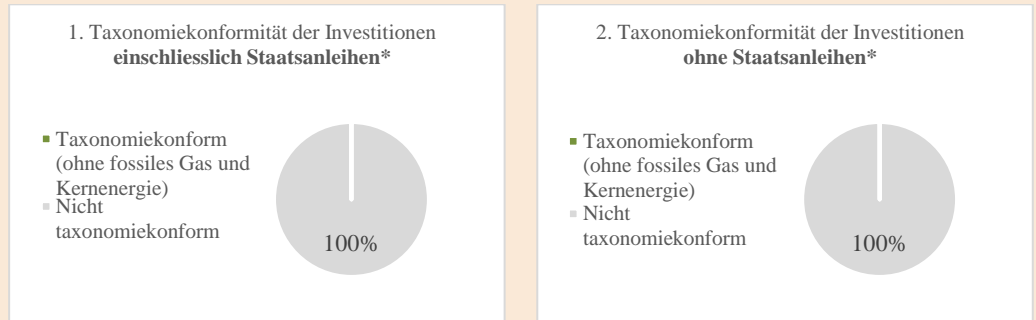 1. Taxonomiekonformität der Investitionen
einschliesslich Staatsanleihen*
Taxonomiekonform
(ohne fossiles Gas und
Kernenergie)
Nicht
taxonomiekonform
100%
2. Taxonomiekonformität der Investitionen
ohne Staatsanleihen*
Taxonomiekonform
(ohne fossiles Gas und
Kernenergie)
Nicht
taxonomiekonform
100%